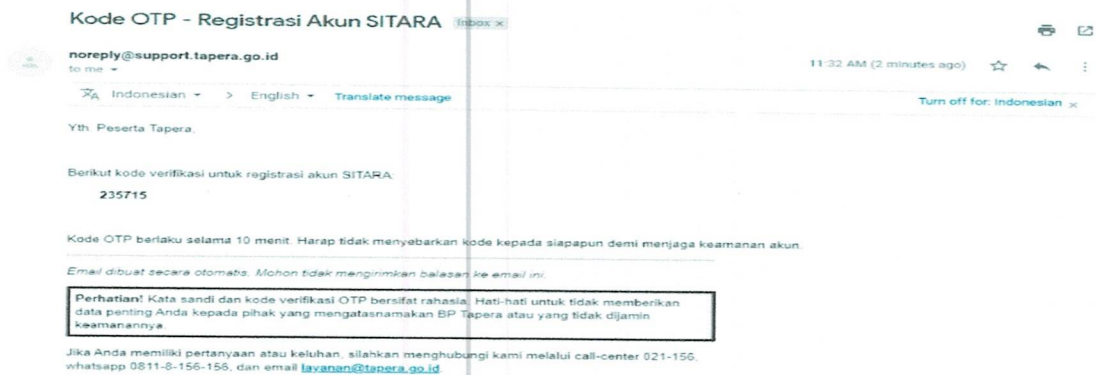 Kode OTP - Registrasi Akun SITARA Inbox ×
noreply@support.tapera.go.id
to me
11:32 AM (2 minutes ago)
Indonesian > English Translate message
Turn off for: Indonesian ×
Yth. Peserta Tapera,
Berikut kode verifikasi untuk registrasi akun SITARA:
235715
Kode OTP berlaku selama 10 menit. Harap tidak menyebarkan kode kepada siapapun demi menjaga keamanan akun.
Email dibuat secara otomatis. Mohon tidak mengirimkan balasan ke email ini.
Perhatian! Kata sandi dan kode verifikasi OTP bersifat rahasia. Hati-hati untuk tidak memberikan
data penting Anda kepada pihak yang mengatasnamakan BP Tapera atau yang tidak dijamin
keamanannya.
Jika Anda memiliki pertanyaan atau keluhan, silahkan menghubungi kami melalui call-center 021-156,
whatsapp 0811-8-156-156, dan email layanan@tapera.go.id.